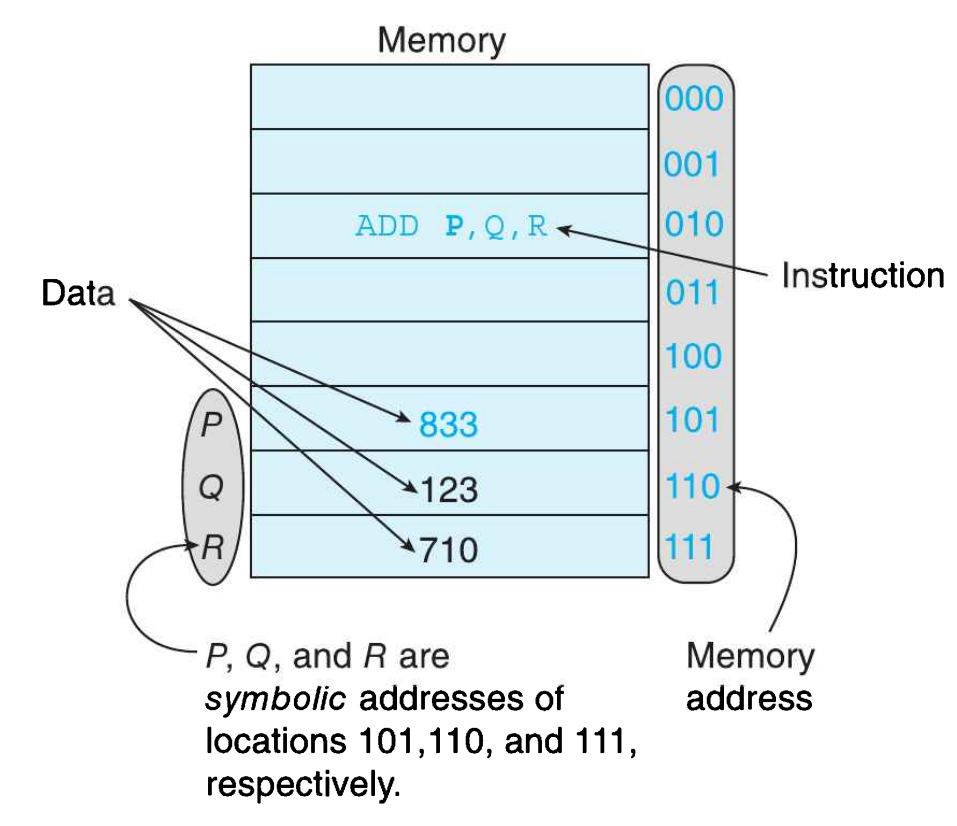 Memory
000
001
ADD P,Q,R
010
Instruction
Data
011
100
P
833
101
Q
123
110
R
710
111
P, Q, and R are
symbolic addresses of
locations 101,110, and 111,
respectively.
Memory
address